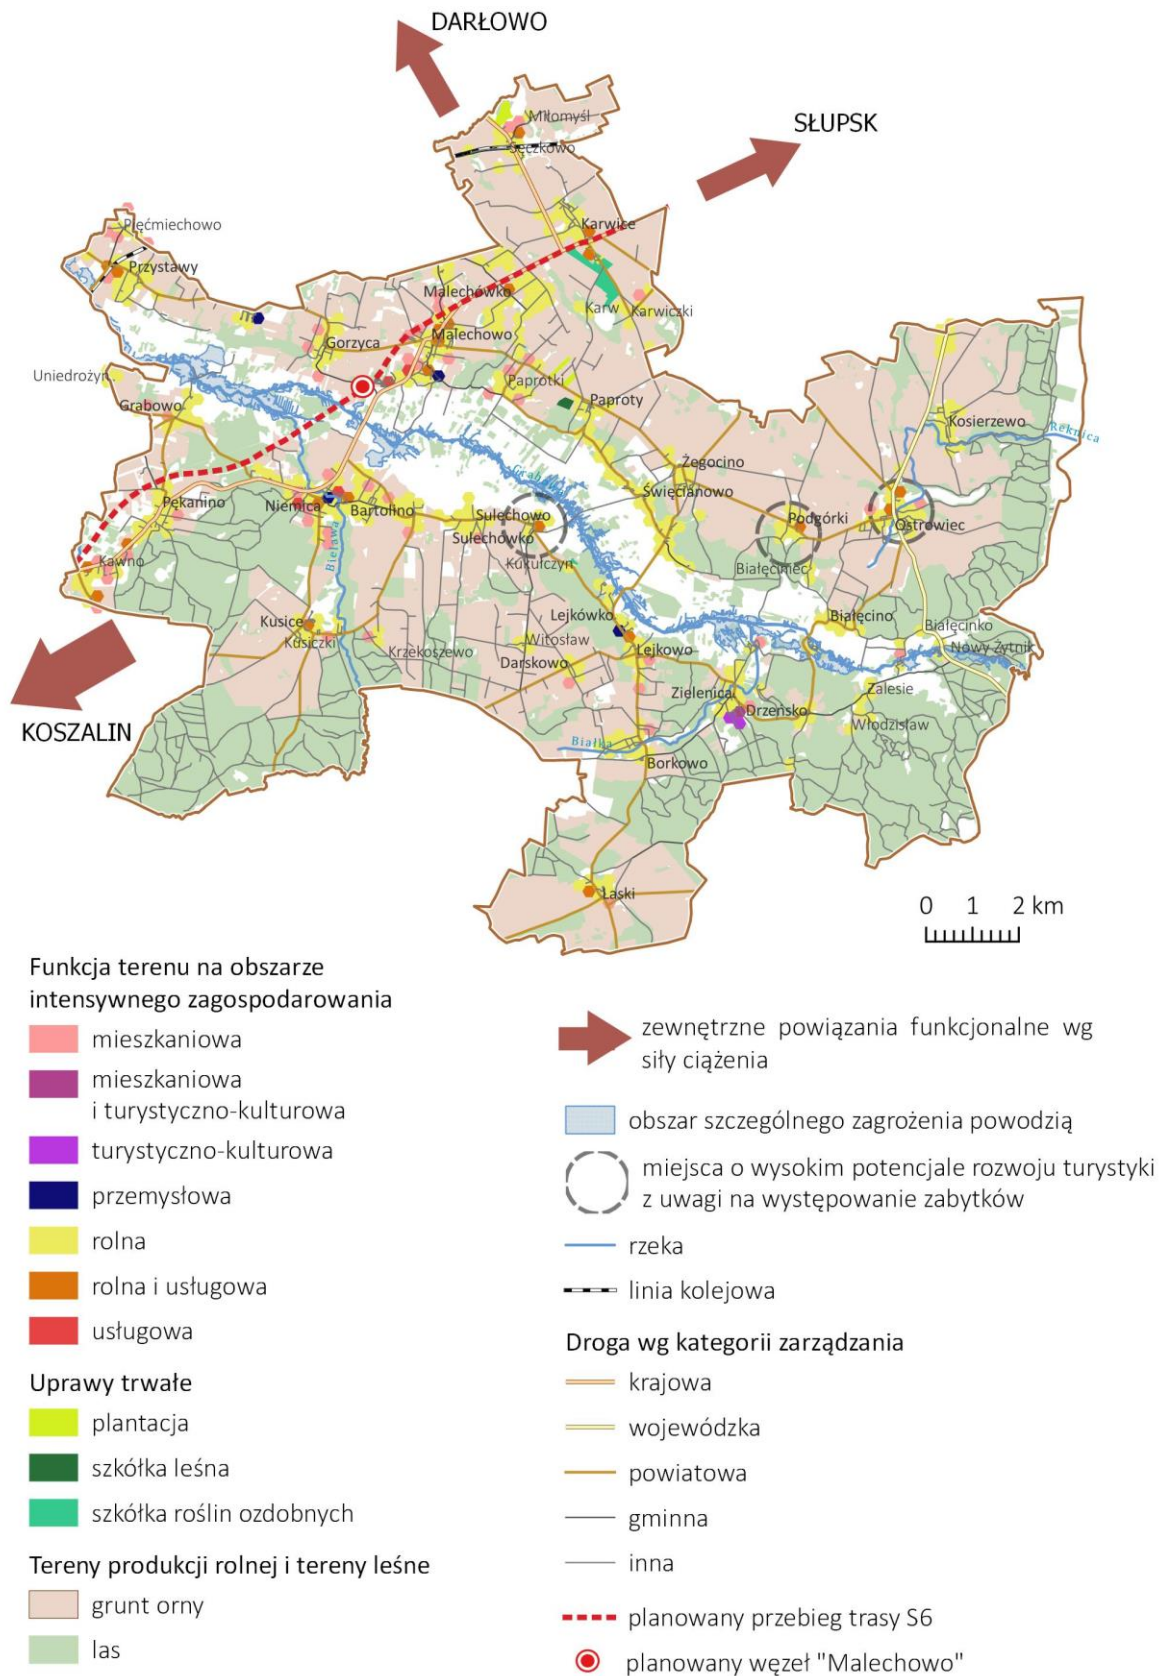 DARŁOWO
SŁUPSK
Miłomyśl
Sęczkowo
Pięćmiechowo
Karwice
Przystawy
Malechówko
Karw
Karwiczki
Malechowo
Gorzyca
Uniedrożyn
Paprotki
Grabowo
Paproty
Kosierzewo
Reknica
Żegocino
Grabowa
Święcianowo
Pękanino
Niemica
Bartolino
Sulechowo
Podgórki
Ostrowiec
Sulechówko
Kawno
Bielawa
Kukułczyn
Białęciniec
Lejkówko
Białęcino
Białęcinko
Kusice
Kusiczki
Witosław
Lejkowo
Nowy Żytnik
Krzekoszewo
Darskowo
Zielenica
Zalesie
Drzeńsko
Włodzisław
KOSZALIN
Białka
Borkowo
Laski
0 1 2 km
Funkcja terenu na obszarze
intensywnego zagospodarowania
mieszkaniowa
mieszkaniowa
i turystyczno-kulturowa
turystyczno-kulturowa
przemysłowa
rolna
rolna i usługowa
usługowa
Uprawy trwałe
plantacja
szkółka leśna
szkółka roślin ozdobnych
Tereny produkcji rolnej i tereny leśne
grunt orny
las
zewnętrzne powiązania funkcjonalne wg
siły ciążenia
obszar szczególnego zagrożenia powodzią
miejsca o wysokim potencjale rozwoju turystyki
z uwagi na występowanie zabytków
rzeka
linia kolejowa
Droga wg kategorii zarządzania
krajowa
wojewódzka
powiatowa
gminna
inna
planowany przebieg trasy S6
planowany węzeł "Malechowo"